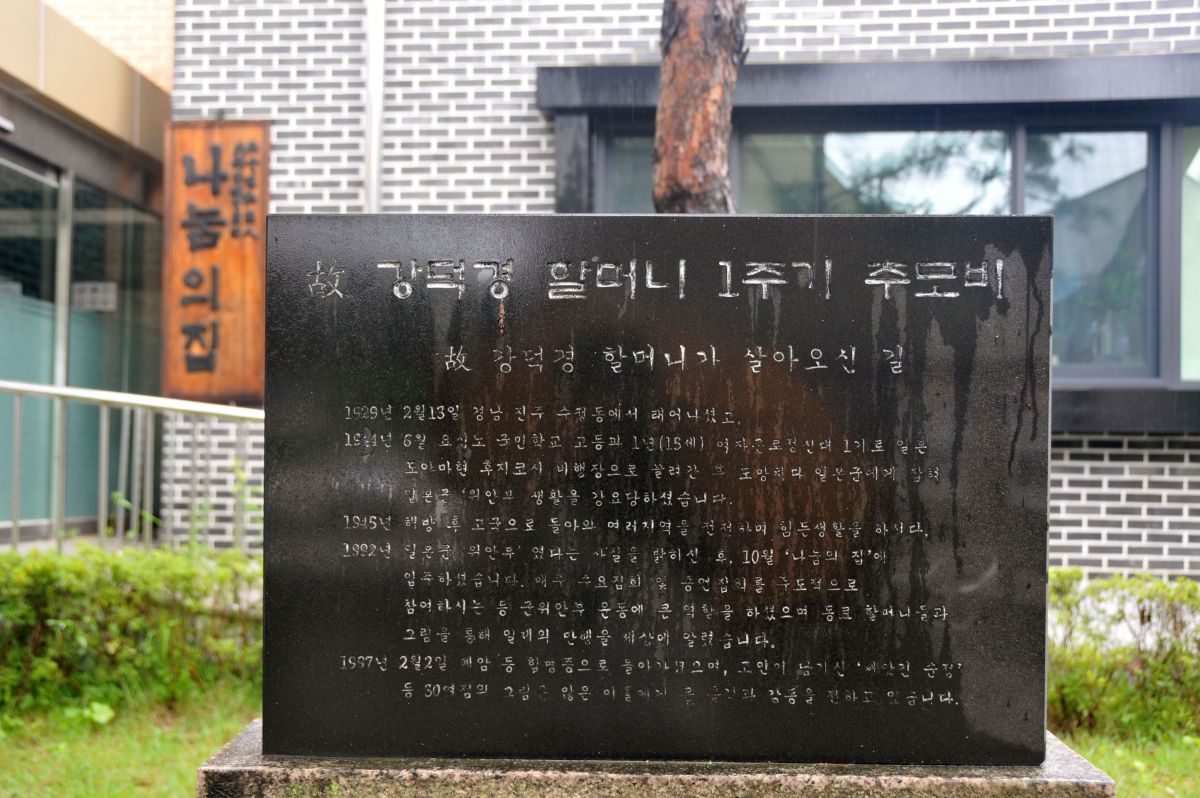 나눔의집
故 강덕경 할머니 1주기 추모비
故 강덕경 할머니가 살아오신 길
1929년 2월13일 경남 진주 수정동에서 태어나셨고,
1944년 6월 요시노 국민학교 고등과 1년(15세) 여자근로정신대 1기로 일본
도야마현 후지코시 비행장으로 끌려간 후 도망치다 일본군에게 잡혀
일본군 '위안부' 생활을 강요당하셨습니다.
1945년 해방 후 고국으로 돌아와 여러지역을 전전하며 힘든생활을 하시다,
1992년 일본군 '위안부' 였다는 사실을 밝히신 후, 10월 '나눔의 집'에
입주하셨습니다. 매주 수요집회 및 증언집회를 주도적으로
참여하시는 등 군위안부 운동에 큰 역할을 하셨으며 동료 할머니들과
그림을 통해 일제의 만행을 세상에 알렸습니다.
1997년 2월2일 폐암 등 합병증으로 돌아가셨으며, 고인이 남기신 '빼앗긴 순정'
등 30여점의 그림은 많은 이들에게 큰 충격과 감동을 전하고 있습니다.